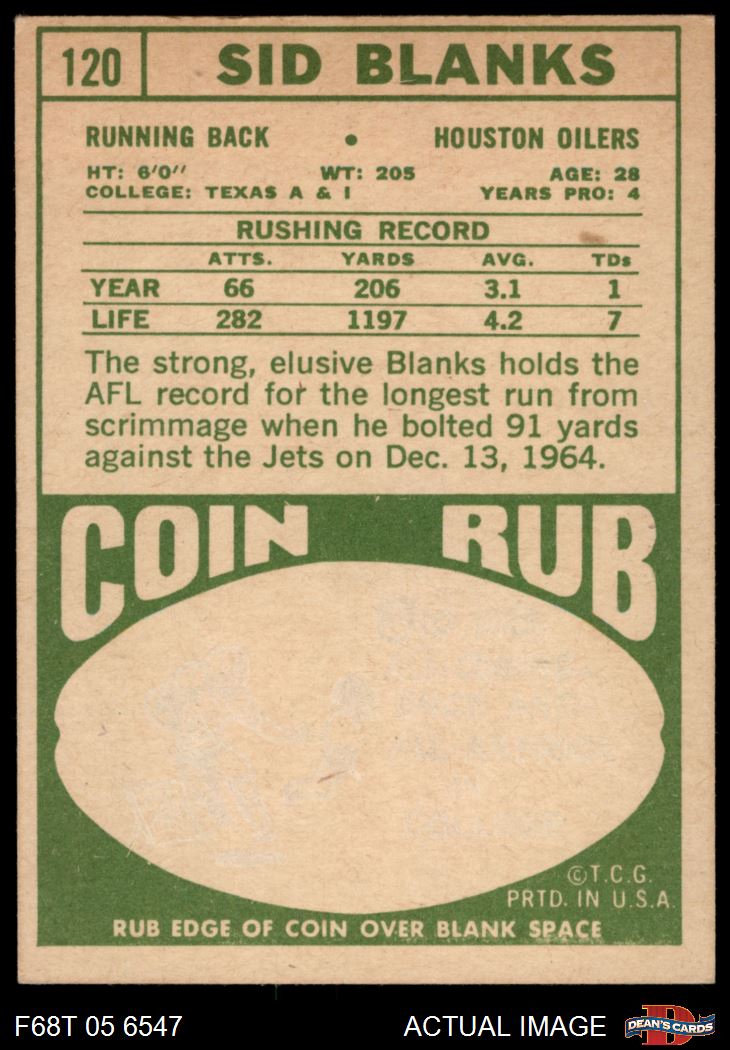 120 SID BLANKS
RUNNING BACK • HOUSTON OILERS
HT: 6'0" WT: 205 AGE: 28
COLLEGE: TEXAS A & I YEARS PRO: 4
RUSHING RECORD
ATTS. YARDS AVG. TDs
YEAR 66 206 3.1 1
LIFE 282 1197 4.2 7
The strong, elusive Blanks holds the
AFL record for the longest run from
scrimmage when he bolted 91 yards
against the Jets on Dec. 13, 1964.
COIN RUB
©T.C.G.
PRTD. IN U.S.A.
RUB EDGE OF COIN OVER BLANK SPACE
F68T 05 6547 ACTUAL IMAGE D DEAN'S CARDS